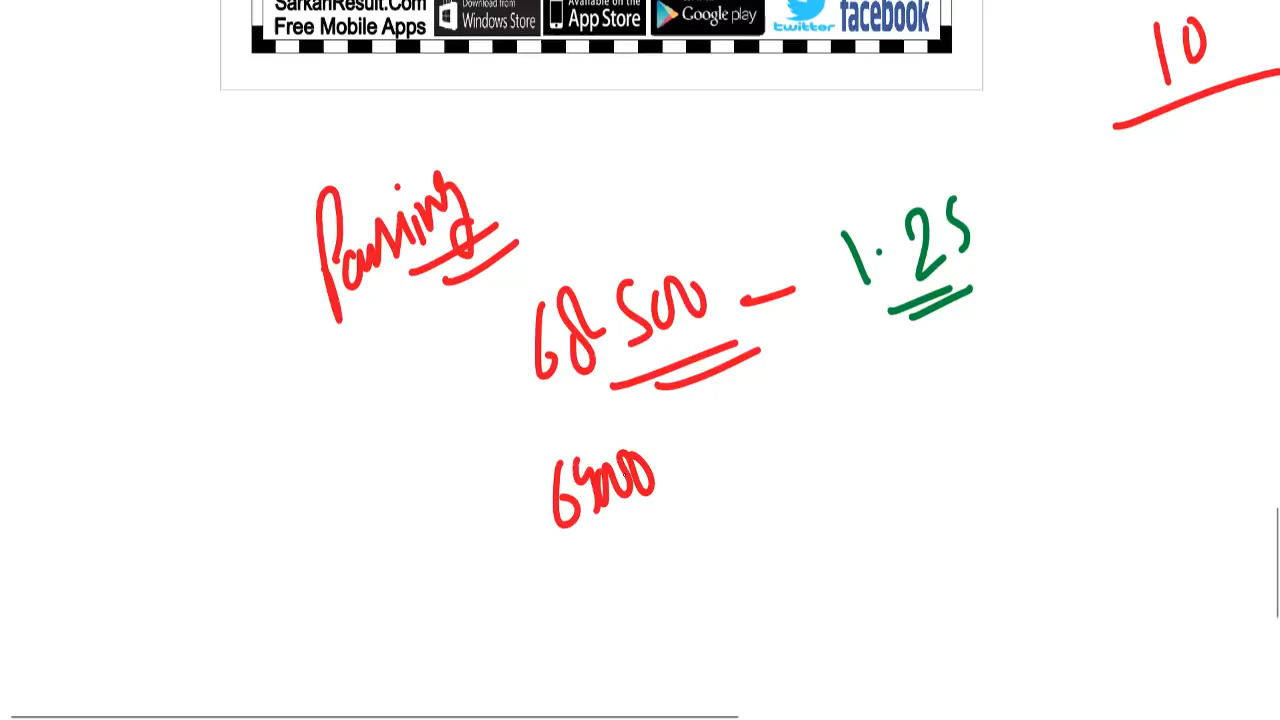 SarkariResult.Com
Free Mobile Apps
Download from
Windows Store
Available on the
App Store
Google play
twitter
facebook
10
Passing
68500 - 1.25